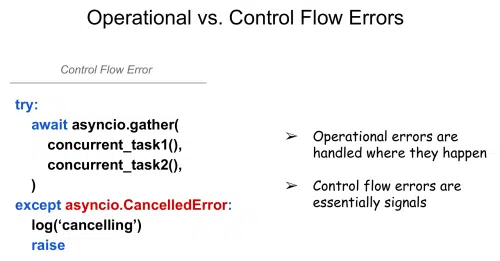 Operational vs. Control Flow Errors
Control Flow Error
try:
await asyncio.gather(
concurrent_task1(),
concurrent_task2(),
)
except asyncio.CancelledError:
log(‘cancelling’)
raise
➢ Operational errors are
handled where they happen
➢ Control flow errors are
essentially signals